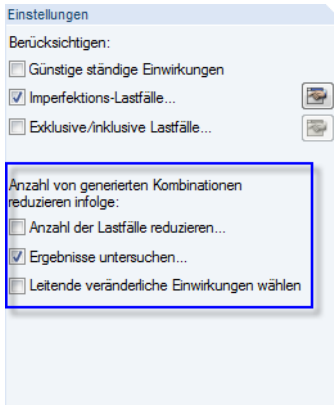 Einstellungen
Berücksichtigen:
Günstige ständige Einwirkungen
Imperfektions-Lastfälle...
Exklusive/inklusive Lastfälle...
Anzahl von generierten Kombinationen
reduzieren infolge:
Anzahl der Lastfälle reduzieren...
Ergebnisse untersuchen...
Leitende veränderliche Einwirkungen wählen